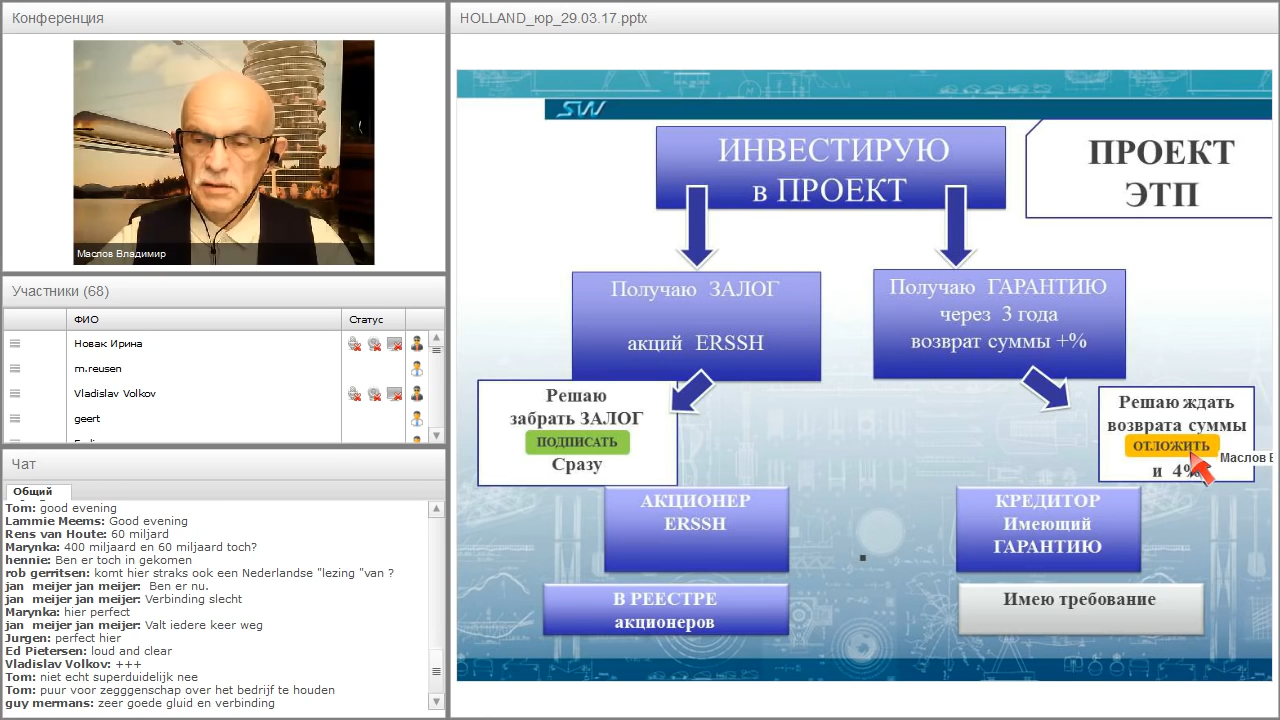 Конференция
Маслов Владимир
Участники (68)
ФИО
Статус
Новак Ирина
m.reusen
Vladislav Volkov
geert
Чат
Общий
Tom: good evening
Lammie Meems: Good evening
Rens van Houte: 60 miljard
Marynka: 400 miljaard en 60 miljaard toch?
hennie: Ben er toch in gekomen
rob gerritsen: komt hier straks ook een Nederlandse "lezing "van ?
jan meijer jan meijer: Ben er nu.
jan meijer jan meijer: Verbinding slecht
Marynka: hier perfect
jan meijer jan meijer: Valt iedere keer weg
Jurgen: perfect hier
Ed Pietersen: loud and clear
Vladislav Volkov: +++
Tom: niet echt superduidelijk nee
Tom: puur voor zegggenschap over het bedrijf te houden
guy mermans: zeer goede gluid en verbinding
HOLLAND_юр_29.03.17.pptx
SW
ИНВЕСТИРУЮ
в ПРОЕКТ
ПРОЕКТ
ЭТП
Получаю ЗАЛОГ
акций ERSSH
Получаю ГАРАНТИЮ
через 3 года
возврат суммы +%
Решаю
забрать ЗАЛОГ
ПОДПИСАТЬ
Сразу
Решаю ждать
возврата суммы
ОТЛОЖИТЬ
Маслов В
и 4%
АКЦИОНЕР
ERSSH
КРЕДИТОР
Имеющий
ГАРАНТИЮ
В РЕЕСТРЕ
акционеров
Имею требование